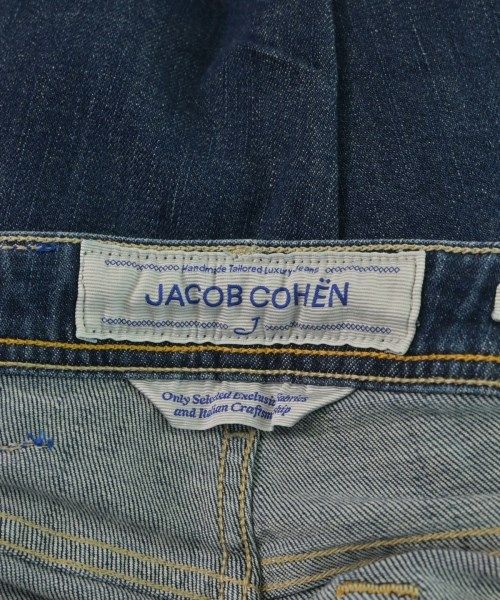 Handmade Tailored Luxury Jeans
JACOB COHËN
J
Only Selected Exclusive Fabrics
and Italian Craftsmanship